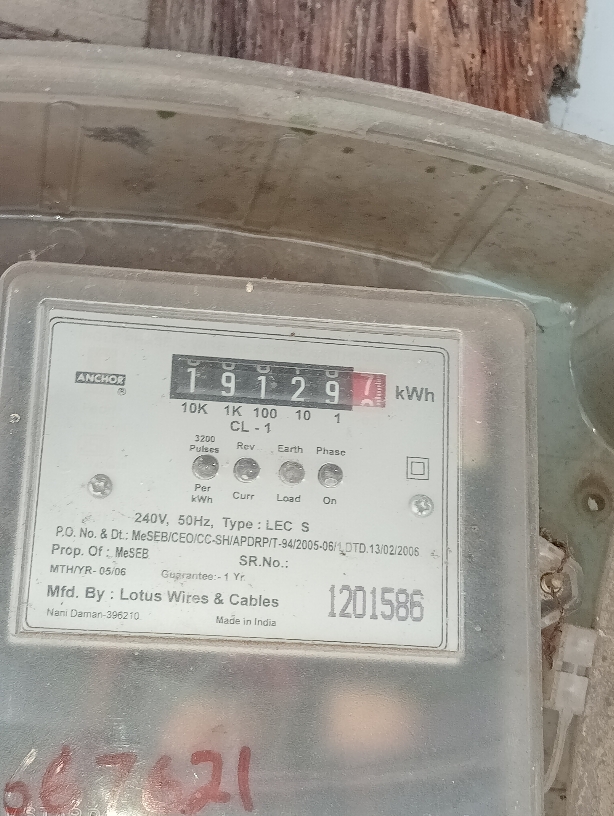 19129 7 kWh
ANCHOR
®
10K 1K 100 10 1
CL - 1
3200 Pulses Rev Earth Phase
Per kWh Curr Load On
240V, 50Hz, Type : LEC S
P.O. No. & Dt.: MeSEB/CEO/CC-SH/APDRP/T-94/2005-06/ DTD.13/02/2006
Prop. Of : MeSEB SR.No.:
MTH/YR- 05/06 Guarantee:- 1 Yr.
Mfd. By : Lotus Wires & Cables 1201586
Nani Daman-396210 Made in India